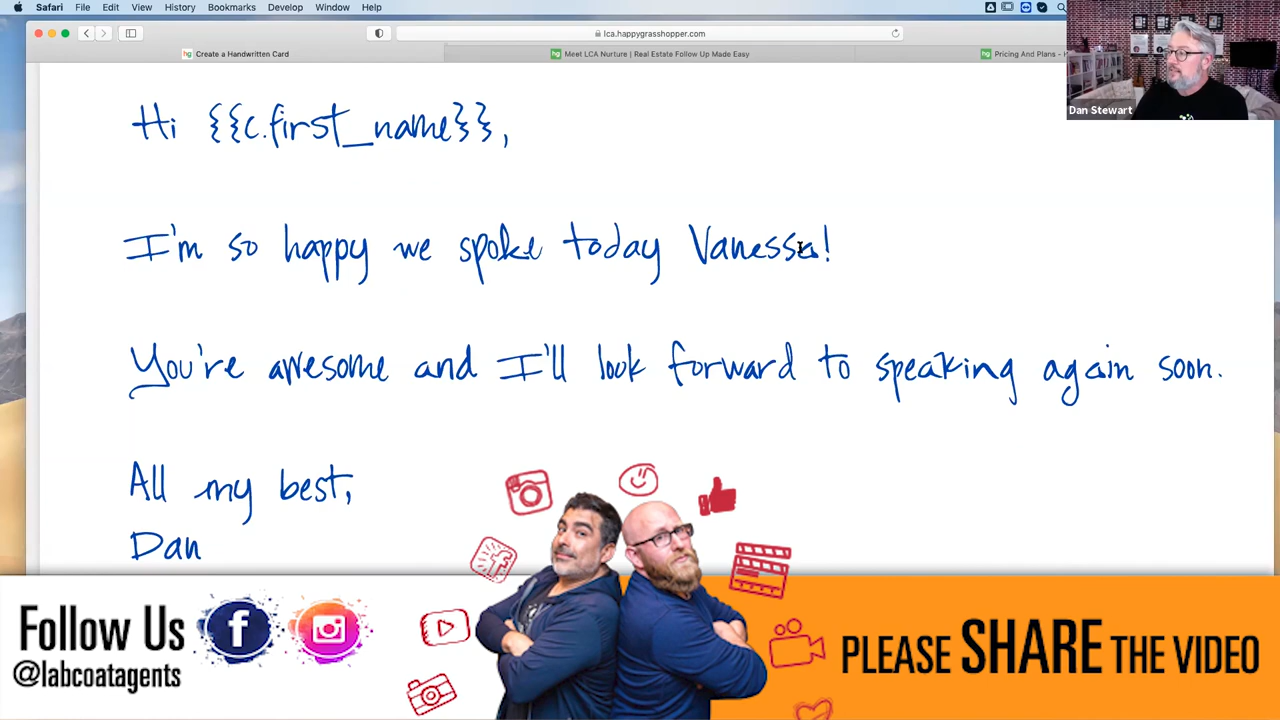 Safari File Edit View History Bookmarks Develop Window Help
lca.happygrasshopper.com
hg Create a Handwritten Card
hg Meet LCA Nurture | Real Estate Follow Up Made Easy
hg Pricing And Plans -
Dan Stewart
Hi {{c.first_name}},
I'm so happy we spoke today Vanessa!
You're awesome and I'll look forward to speaking again soon.
All my best,
Dan
Follow Us
@labcoatagents
PLEASE SHARE THE VIDEO